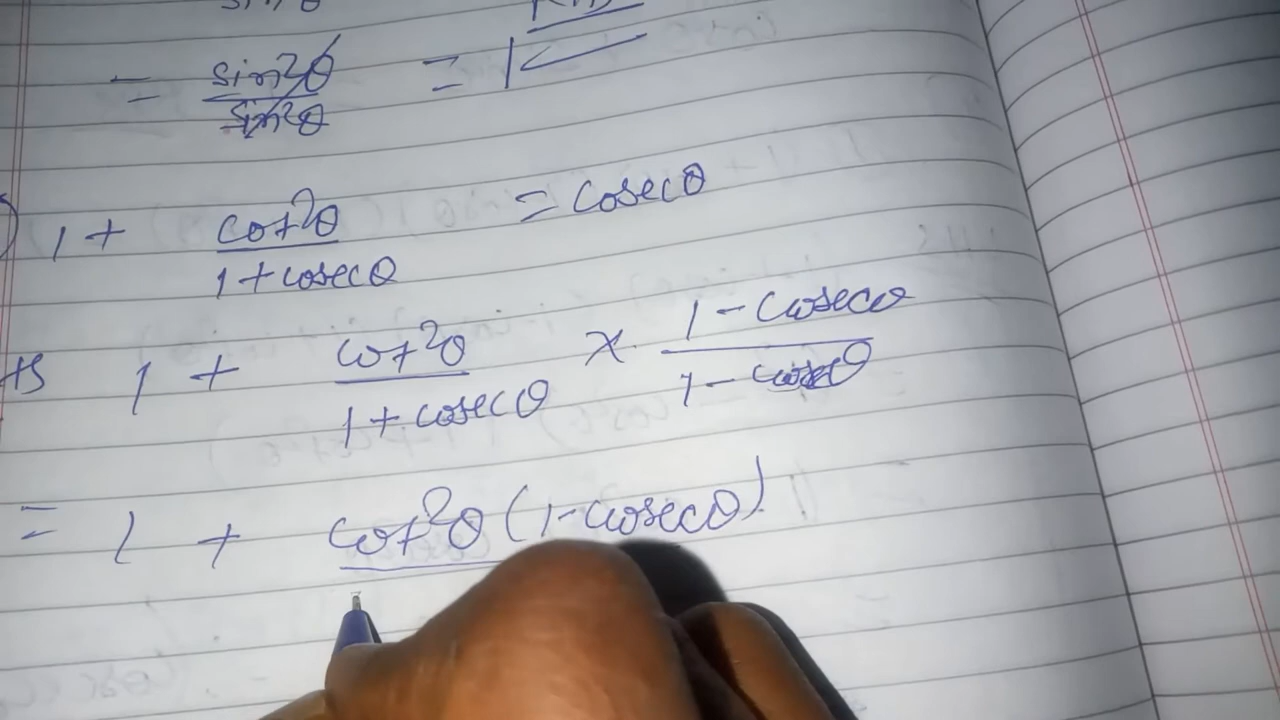 = sin²θ/sin²θ = 1
1 + cot²θ/1+cosecθ = cosecθ
HS 1 + cot²θ/1+cosecθ × 1-cosecθ/1-cosecθ
= 1 + cot²θ(1-cosecθ)